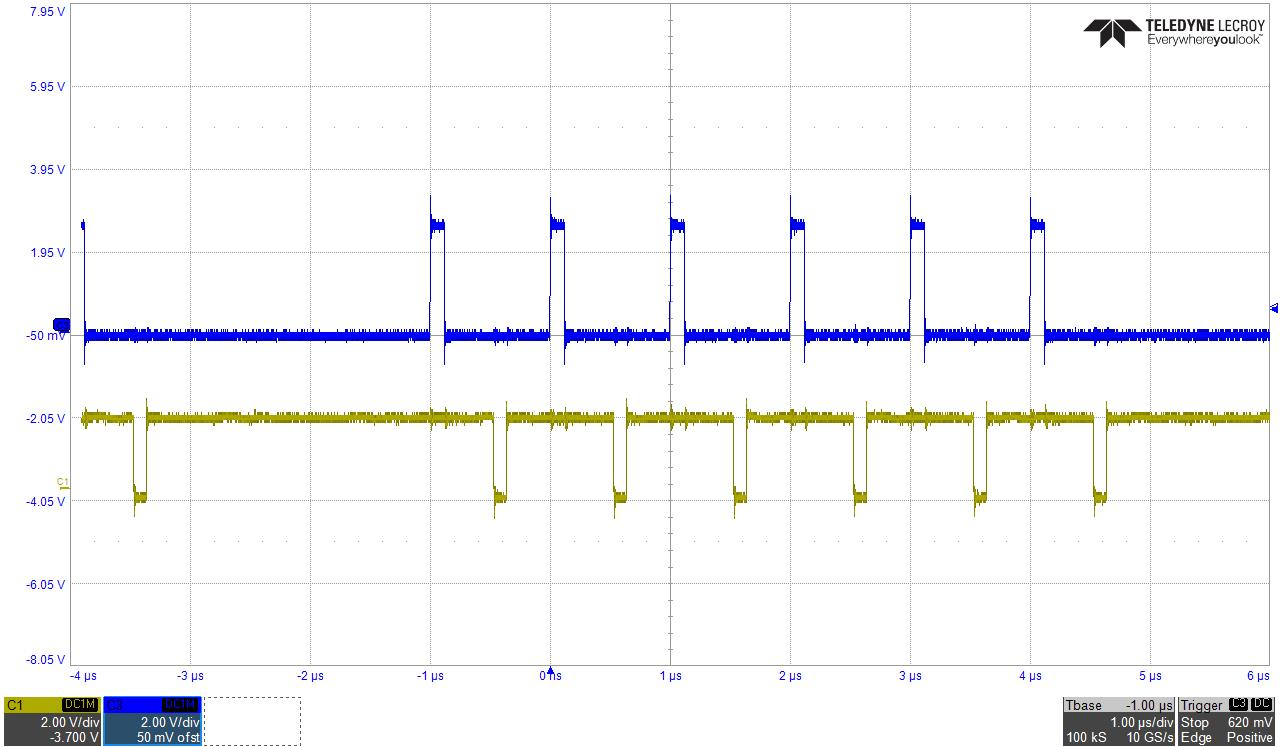 7.95 V
TELEDYNE LECROY
Everywhereyoulook™
5.95 V
3.95 V
1.95 V
-50 mV
-2.05 V
C1
-4.05 V
-6.05 V
-8.05 V
-4 µs -3 µs -2 µs -1 µs 0 ns 1 µs 2 µs 3 µs 4 µs 5 µs 6 µs
C1 DC1M
2.00 V/div
-3.700 V
C3 DC1M
2.00 V/div
50 mV ofst
Tbase -1.00 µs
1.00 µs/div
100 kS 10 GS/s
Trigger C3 DC
Stop 620 mV
Edge Positive